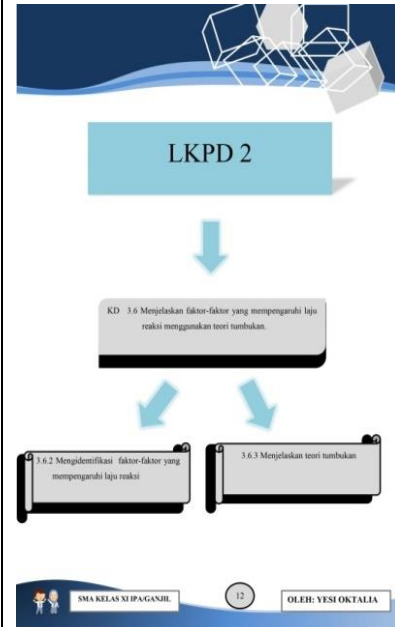 LKPD 2
KD 3.6 Menjelaskan faktor-faktor yang mempengaruhi laju
reaksi menggunakan teori tumbukan.
3.6.2 Mengidentifikasi faktor-faktor yang
mempengaruhi laju reaksi
3.6.3 Menjelaskan teori tumbukan
SMA KELAS XI IPA/GANJIL
12
OLEH: YESI OKTALIA